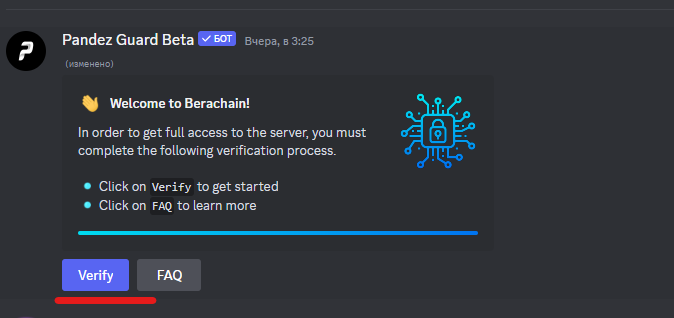 Pandez Guard Beta ✓ БОТ Вчера, в 3:25
(изменено)
👋 Welcome to Berachain!
In order to get full access to the server, you must
complete the following verification process.
• Click on Verify to get started
• Click on FAQ to learn more
Verify FAQ